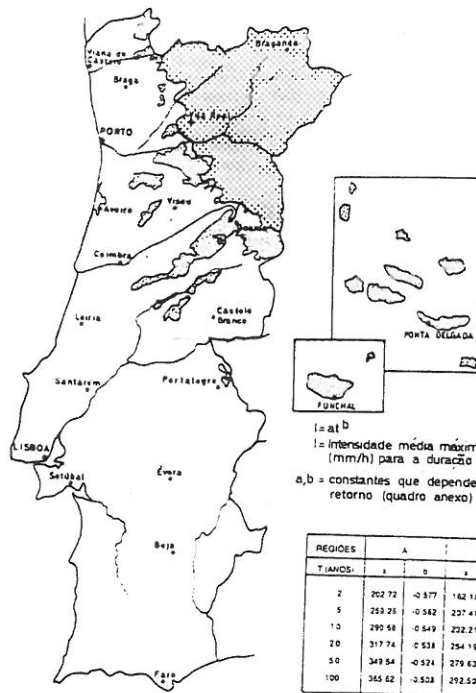 Viana do Castelo
Bragança
Braga
Vila Real
PORTO
Aveiro
Viseu
Guarda
Coimbra
Leiria
Castelo Branco
Santarém
Portalegre
LISBOA
Setúbal
Évora
Beja
Faro
PONTA DELGADA
FUNCHAL
I = at^b
I = Intensidade média máxim
(mm/h) para a duração
a,b = constantes que depende
retorno (quadro anexo)
REGIÕES A
T (ANOS) a b a
2 202.72 -0.577 162.18
5 259.26 -0.562
10 290.68 -0.549 232.21
20 317.74 -0.538 254.19
50 349.54 -0.524 279.63
100 365.62 -0.508 292.50